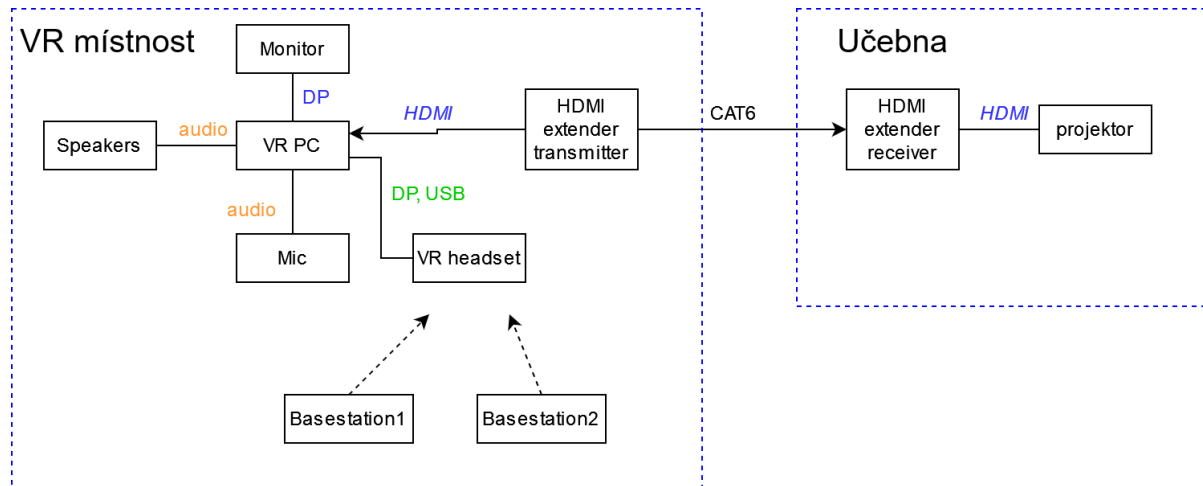 VR místnost
Učebna
Monitor
DP
HDMI
HDMI
extender
transmitter
CAT6
HDMI
extender
receiver
HDMI
projektor
Speakers
audio
VR PC
DP, USB
audio
Mic
VR headset
Basestation1
Basestation2